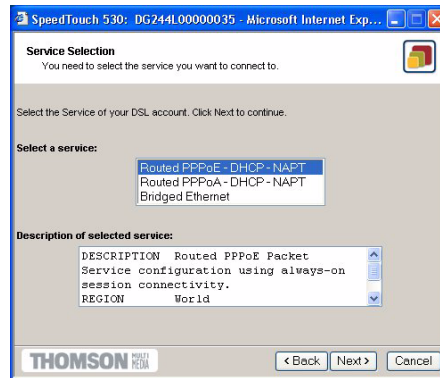 SpeedTouch 530: DG244L00000035 - Microsoft Internet Exp...
Service Selection
You need to select the service you want to connect to.
Select the Service of your DSL account. Click Next to continue.
Select a service:
Routed PPPoE - DHCP - NAPT
Routed PPPoA - DHCP - NAPT
Bridged Ethernet
Description of selected service:
DESCRIPTION Routed PPPoE Packet
Service configuration using always-on
session connectivity.
REGION World
THOMSON MULTI MEDIA
< Back Next > Cancel